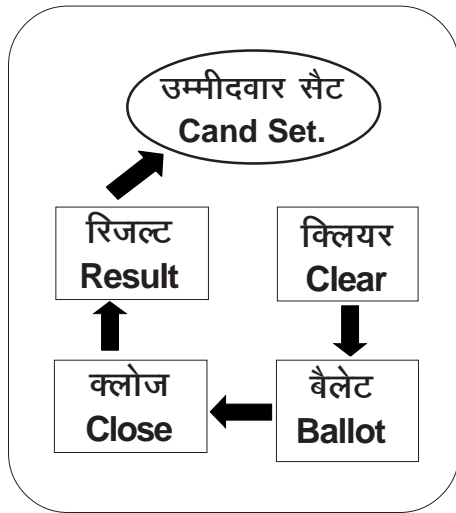 उम्मीदवार सैट
Cand Set.
रिजल्ट
Result
क्लियर
Clear
क्लोज
Close
बैलेट
Ballot